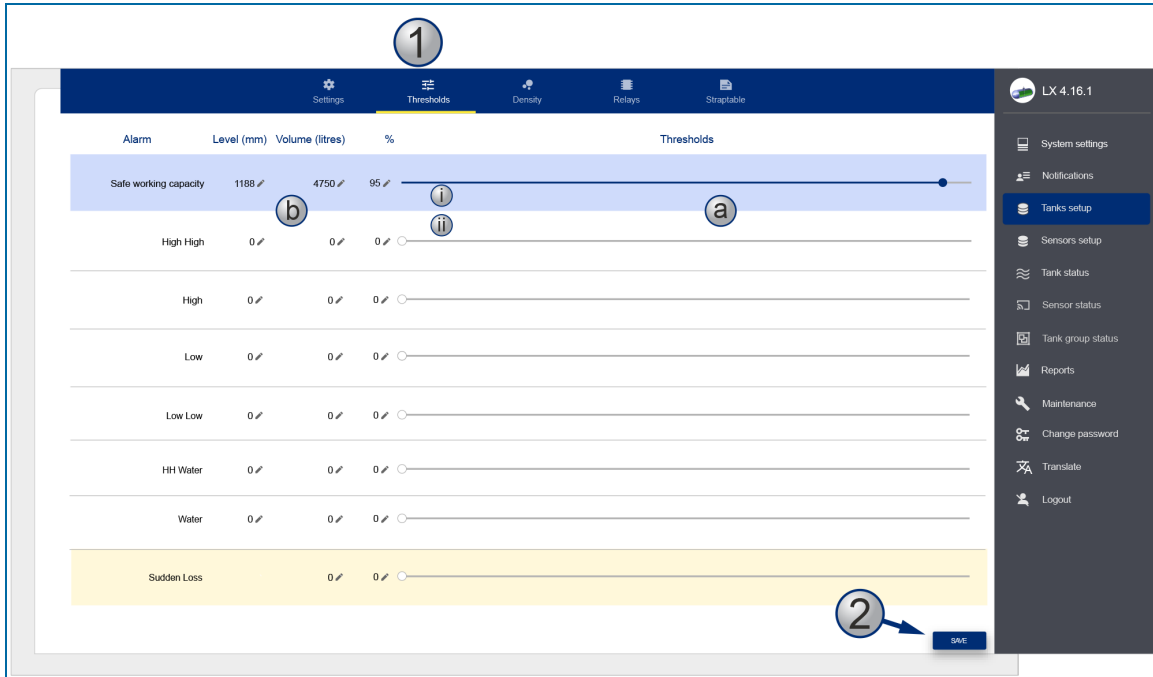 1
Settings Thresholds Density Relays Straptable
LX 4.16.1
Alarm Level (mm) Volume (litres) % Thresholds
Safe working capacity 1188 4750 95
i
a
b
ii
High High 0 0 0
High 0 0 0
Low 0 0 0
Low Low 0 0 0
HH Water 0 0 0
Water 0 0 0
Sudden Loss 0 0
2
SAVE
System settings
Notifications
Tanks setup
Sensors setup
Tank status
Sensor status
Tank group status
Reports
Maintenance
Change password
Translate
Logout